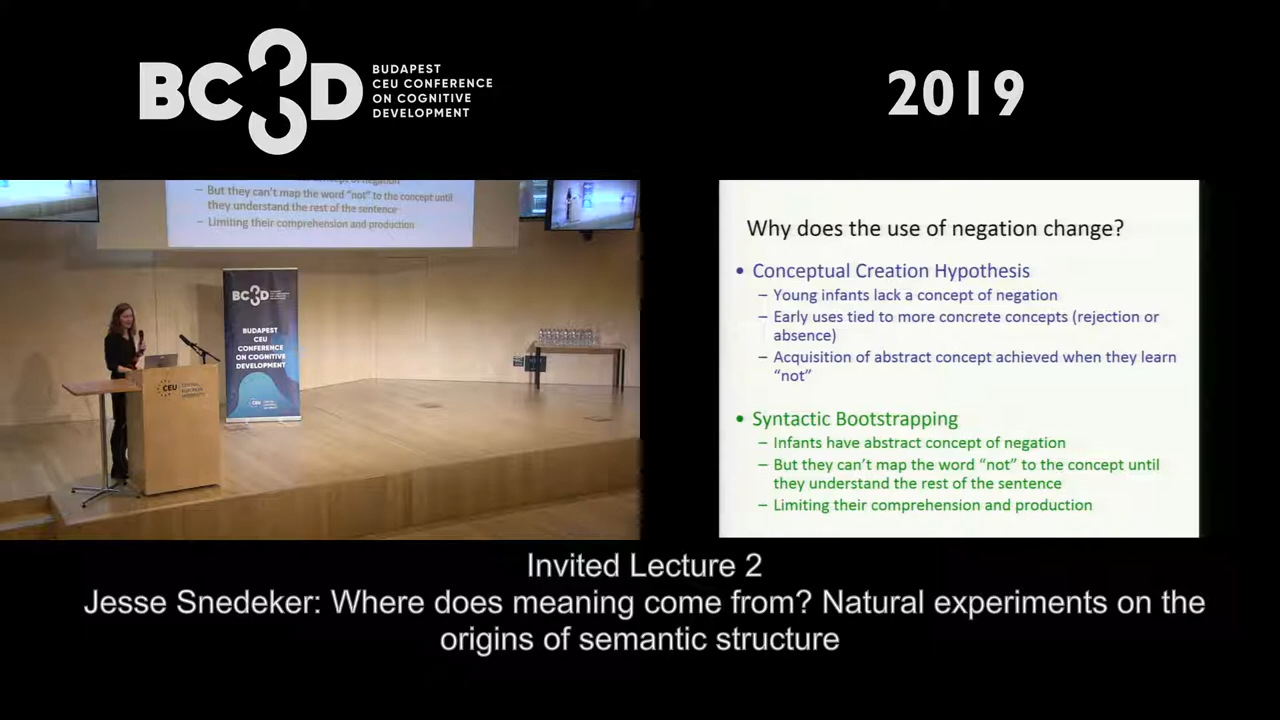 BC3D
BUDAPEST
CEU CONFERENCE
ON COGNITIVE
DEVELOPMENT
2019
– But they can't map the word "not" to the concept until
they understand the rest of the sentence
– Limiting their comprehension and production
BC3D
BUDAPEST
CEU
CONFERENCE
ON COGNITIVE
DEVELOPMENT
CEU
CEU
CENTRAL
EUROPEAN
UNIVERSITY
Why does the use of negation change?
• Conceptual Creation Hypothesis
– Young infants lack a concept of negation
– Early uses tied to more concrete concepts (rejection or
absence)
– Acquisition of abstract concept achieved when they learn
"not"
• Syntactic Bootstrapping
– Infants have abstract concept of negation
– But they can't map the word "not" to the concept until
they understand the rest of the sentence
– Limiting their comprehension and production
Invited Lecture 2
Jesse Snedeker: Where does meaning come from? Natural experiments on the
origins of semantic structure